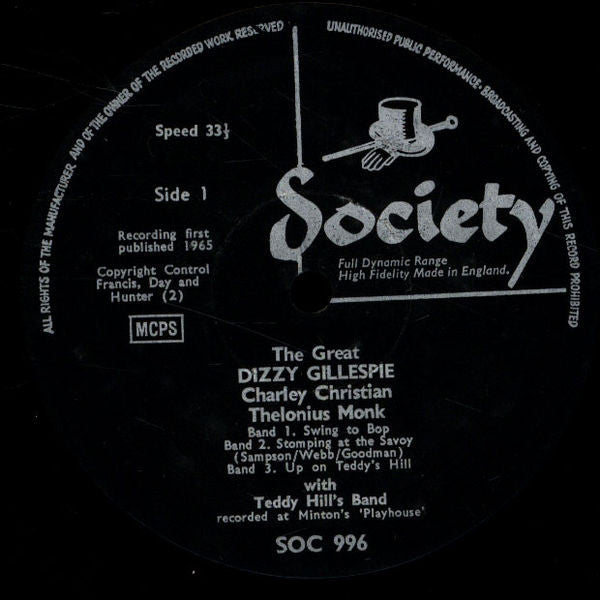 ALL RIGHTS OF THE MANUFACTURER AND OF THE OWNER OF THE RECORDED WORK RESERVED
UNAUTHORISED PUBLIC PERFORMANCE · BROADCASTING AND COPYING OF THIS RECORD PROHIBITED
Speed 33⅓
Side 1
Recording first
published 1965
Copyright Control
Francis, Day and
Hunter (2)
MCPS
Society
Full Dynamic Range
High Fidelity Made in England.
The Great
DIZZY GILLESPIE
Charley Christian
Thelonius Monk
Band 1. Swing to Bop
Band 2. Stomping at the Savoy
(Sampson/Webb/Goodman)
Band 3. Up on Teddy's Hill
with
Teddy Hill's Band
recorded at Minton's 'Playhouse'
SOC 996